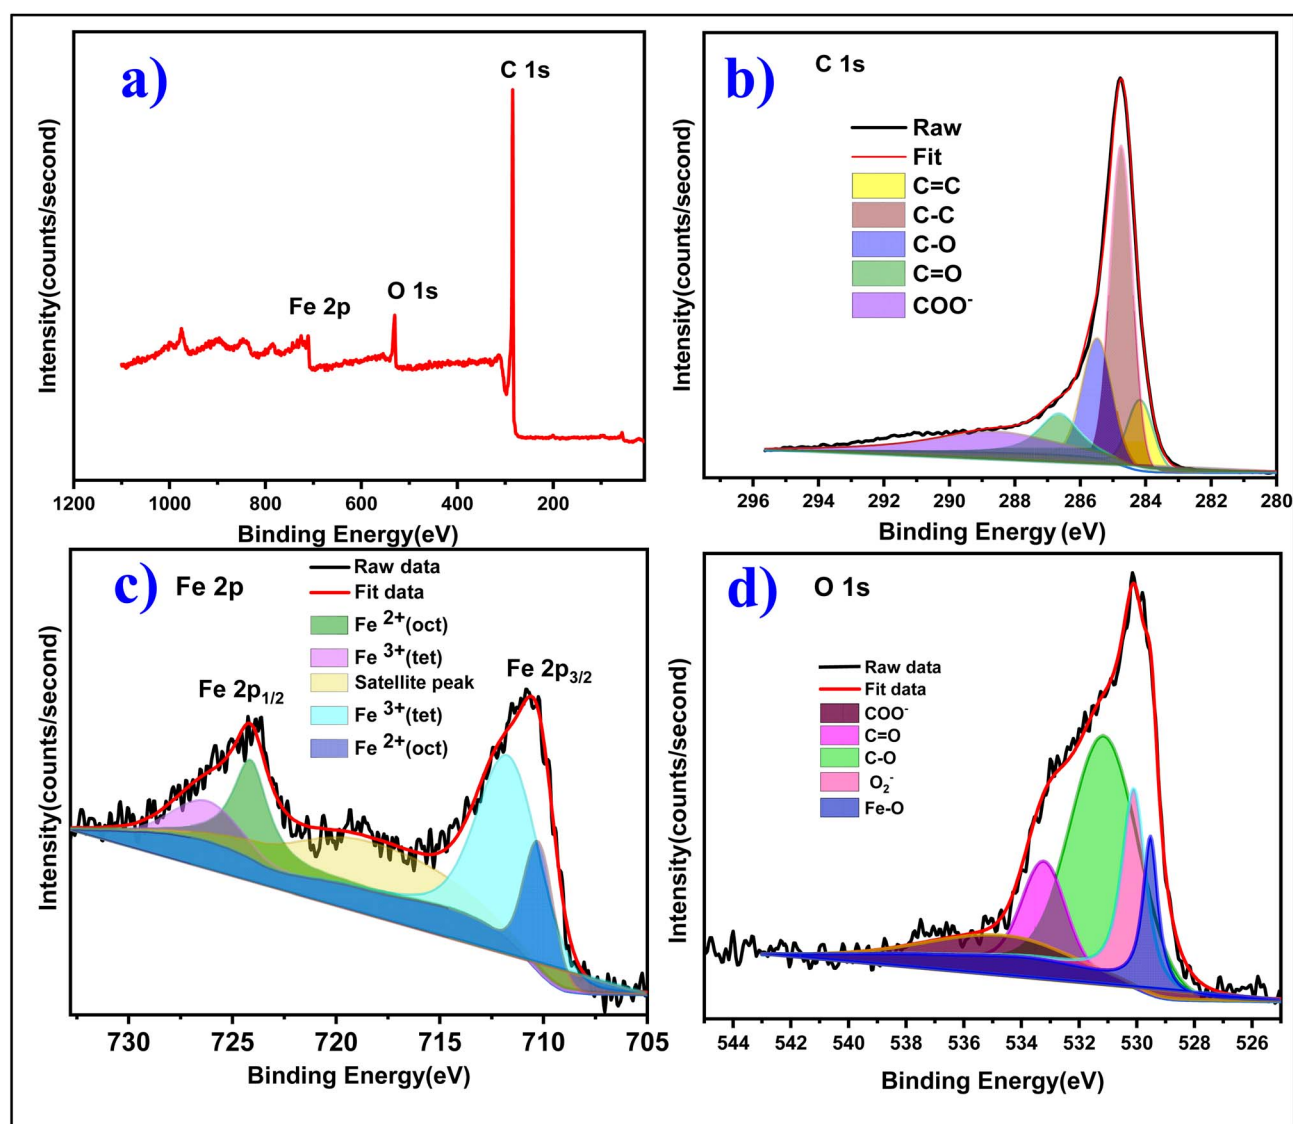 a)
C 1s
O 1s
Fe 2p
Intensity(counts/second)
1200 1000 800 600 400 200
Binding Energy(eV)
b)
C 1s
Raw
Fit
C=C
C-C
C-O
C=O
COO⁻
Intensity(counts/second)
296 294 292 290 288 286 284 282 280
Binding Energy (eV)
c)
Fe 2p
Raw data
Fit data
Fe ²⁺(oct)
Fe ³⁺(tet)
Satellite peak
Fe ³⁺(tet)
Fe ²⁺(oct)
Fe 2p₁/₂
Fe 2p₃/₂
Intensity(counts/second)
730 725 720 715 710 705
Binding Energy(eV)
d)
O 1s
Raw data
Fit data
COO⁻
C=O
C-O
O₂⁻
Fe-O
Intensity(counts/second)
544 542 540 538 536 534 532 530 528 526
Binding Energy(eV)